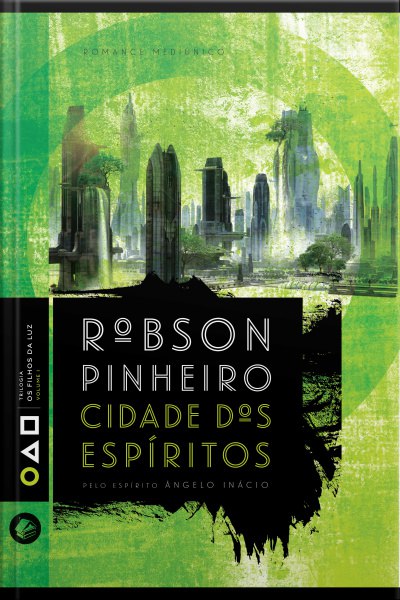 ROMANCE MEDIÚNICO
RºBSON
PINHEIRO
CIDADE DºS
ESPÍRITOS
PELO ESPÍRITO ÂNGELO INÁCIO
TRILOGIA
OS FILHOS DA LUZ
VOLUME 1